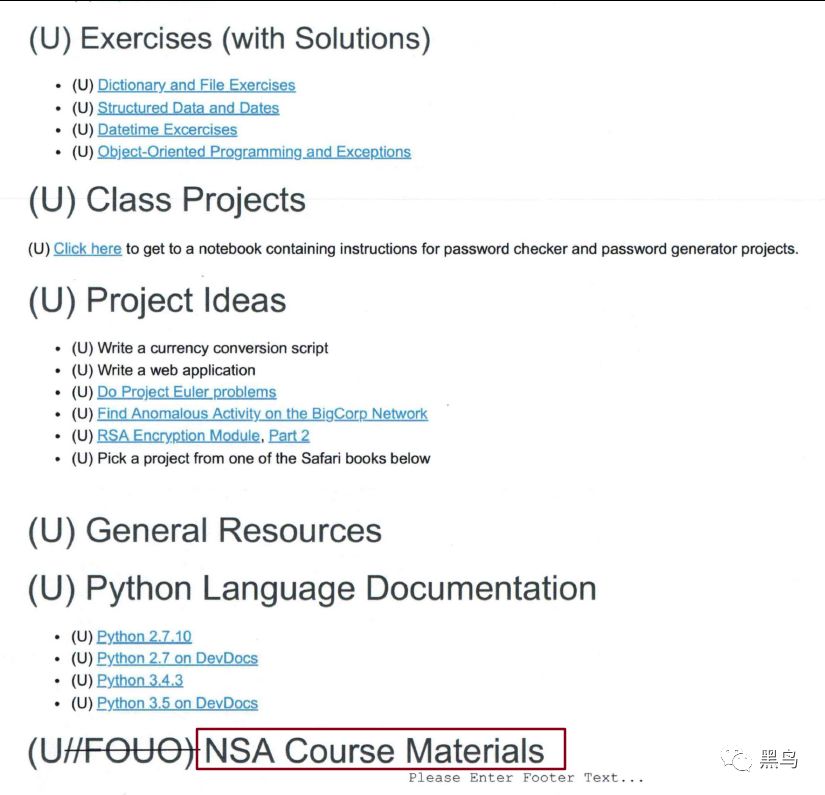 (U) Exercises (with Solutions)
• (U) Dictionary and File Exercises
• (U) Structured Data and Dates
• (U) Datetime Excercises
• (U) Object-Oriented Programming and Exceptions
(U) Class Projects
(U) Click here to get to a notebook containing instructions for password checker and password generator projects.
(U) Project Ideas
• (U) Write a currency conversion script
• (U) Write a web application
• (U) Do Project Euler problems
• (U) Find Anomalous Activity on the BigCorp Network
• (U) RSA Encryption Module, Part 2
• (U) Pick a project from one of the Safari books below
(U) General Resources
(U) Python Language Documentation
• (U) Python 2.7.10
• (U) Python 2.7 on DevDocs
• (U) Python 3.4.3
• (U) Python 3.5 on DevDocs
(U//FOUO) NSA Course Materials
Please Enter Footer Text...
黑鸟